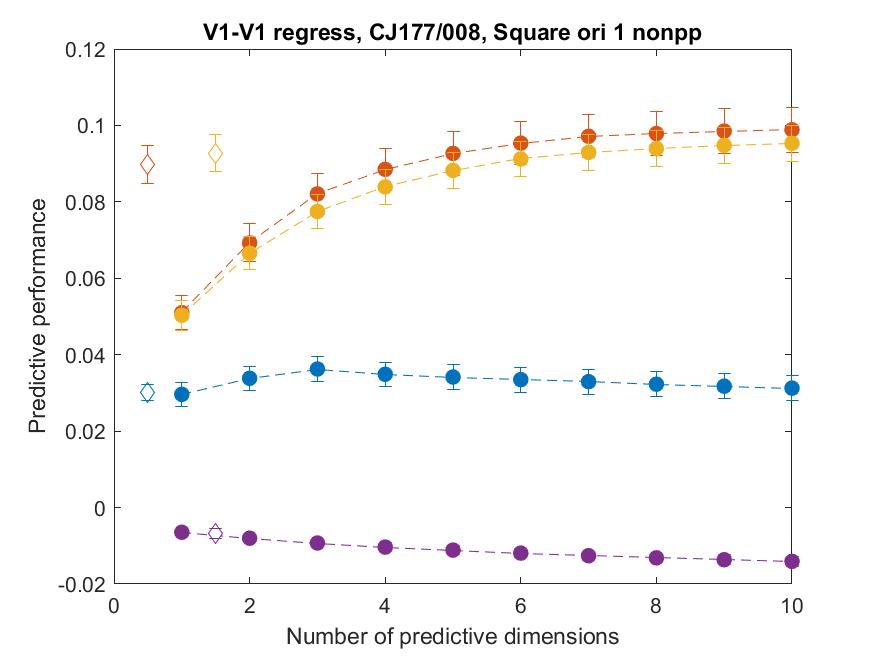 V1-V1 regress, CJ177/008, Square ori 1 nonpp
0.12
0.1
0.08
0.06
0.04
0.02
0
-0.02
Predictive performance
0 2 4 6 8 10
Number of predictive dimensions